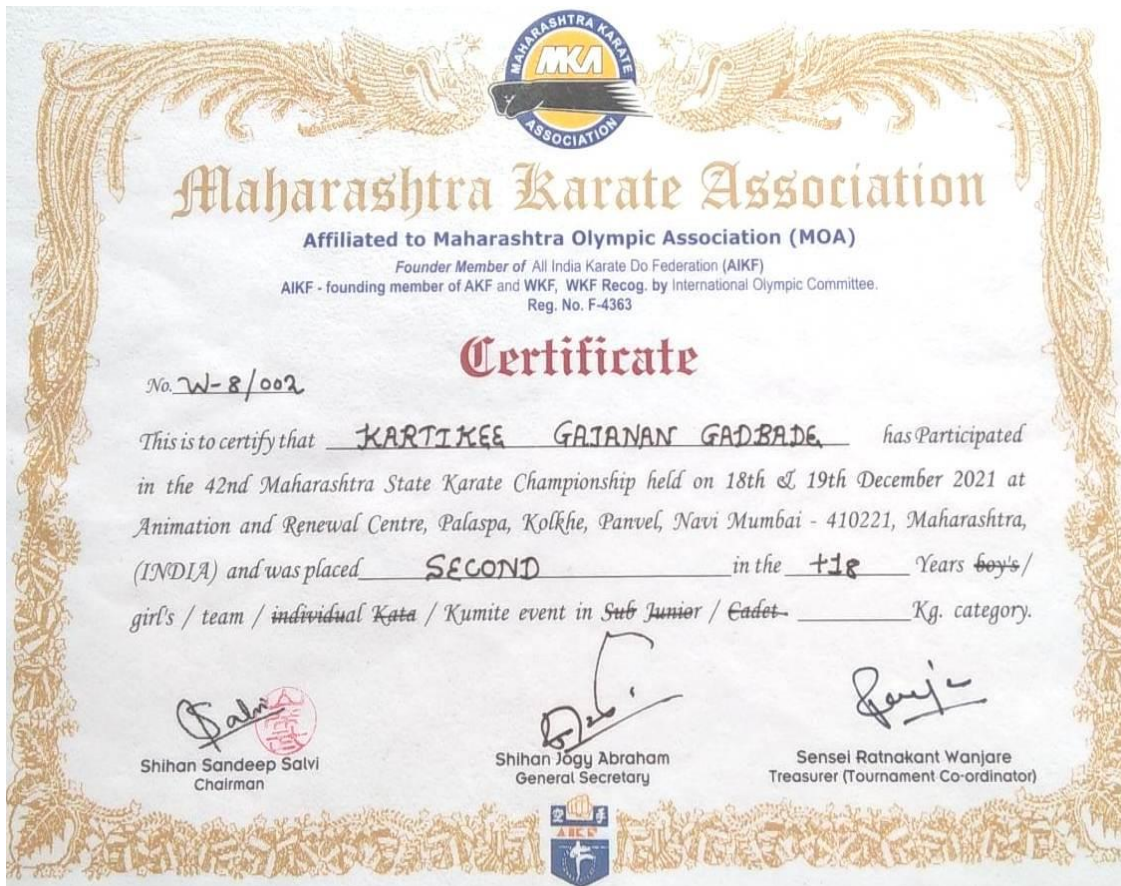 MAHARASHTRA KARATE
MKA
ASSOCIATION
Maharashtra Karate Association
Affiliated to Maharashtra Olympic Association (MOA)
Founder Member of All India Karate Do Federation (AIKF)
AIKF - founding member of AKF and WKF, WKF Recog. by International Olympic Committee.
Reg. No. F-4363
Certificate
No. W-8/002
This is to certify that KARTIKEE GAJANAN GADBADE has Participated
in the 42nd Maharashtra State Karate Championship held on 18th & 19th December 2021 at
Animation and Renewal Centre, Palaspa, Kolkhe, Panvel, Navi Mumbai - 410221, Maharashtra,
(INDIA) and was placed SECOND in the +18 Years boy's /
girl's / team / individual Kata / Kumite event in Sub Junior / Cadet Kg. category.
Salvi
Shihan Sandeep Salvi
Chairman
Shihan Jogy Abraham
General Secretary
Sensei Ratnakant Wanjare
Treasurer (Tournament Co-ordinator)
空手
AIKF